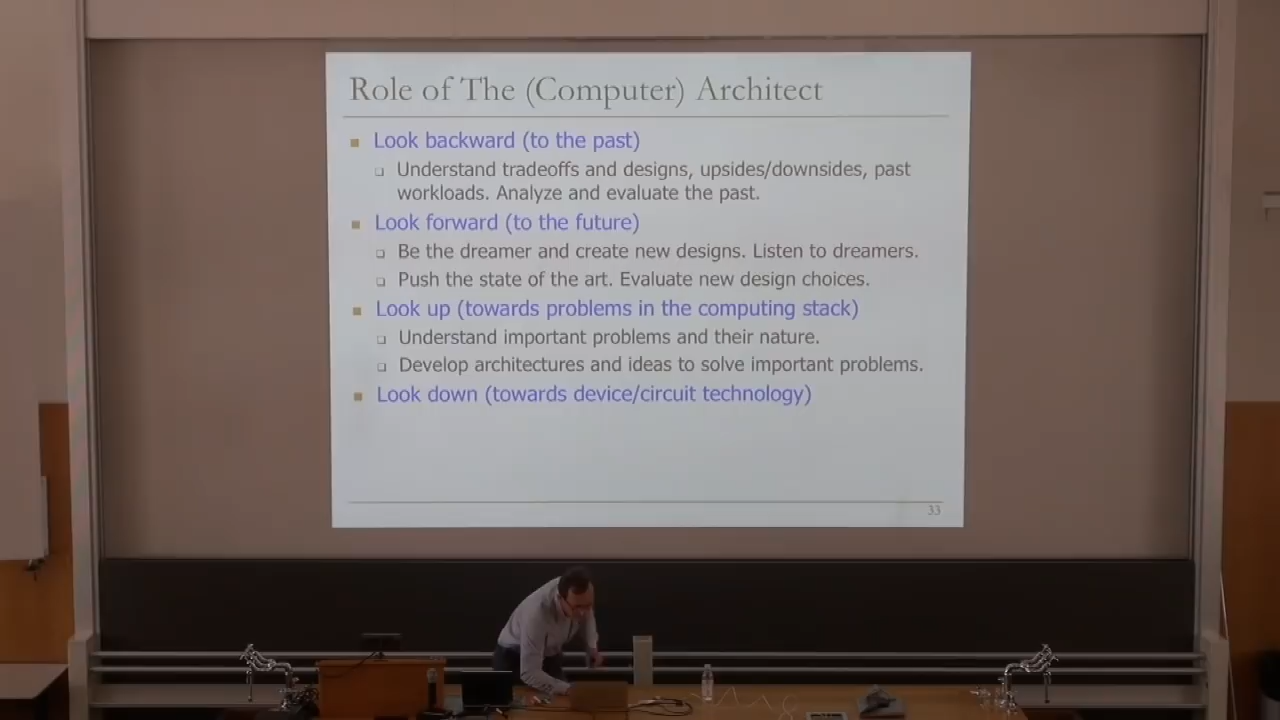 Role of The (Computer) Architect
Look backward (to the past)
Understand tradeoffs and designs, upsides/downsides, past
workloads. Analyze and evaluate the past.
Look forward (to the future)
Be the dreamer and create new designs. Listen to dreamers.
Push the state of the art. Evaluate new design choices.
Look up (towards problems in the computing stack)
Understand important problems and their nature.
Develop architectures and ideas to solve important problems.
Look down (towards device/circuit technology)
33